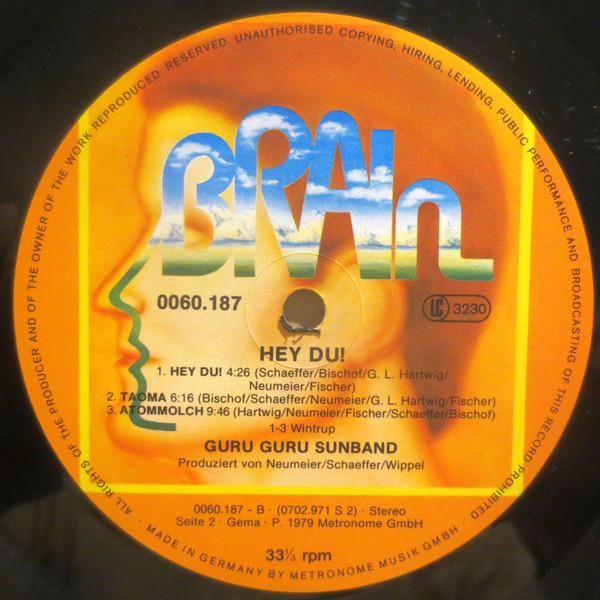 ALL RIGHTS OF THE PRODUCER AND OF THE OWNER OF THE WORK REPRODUCED RESERVED. UNAUTHORISED COPYING, HIRING, LENDING, PUBLIC PERFORMANCE AND BROADCASTING OF THIS RECORD PROHIBITED
BRAIN
0060.187
LC 3230
HEY DU!
1. HEY DU! 4:26 (Schaeffer/Bischof/G. L. Hartwig/
Neumeier/Fischer)
2. TAOMA 6:16 (Bischof/Schaeffer/Neumeier/G. L. Hartwig/Fischer)
3. ATOMMOLCH 9:46 (Hartwig/Neumeier/Fischer/Schaeffer/Bischof)
1-3 Wintrup
GURU GURU SUNBAND
Produziert von Neumeier/Schaeffer/Wippel
0060.187 - B · (0702.971 S 2) · Stereo
Seite 2 · Gema · P. 1979 Metronome GmbH
33⅓ rpm
· MADE IN GERMANY BY METRONOME MUSIK GMBH ·